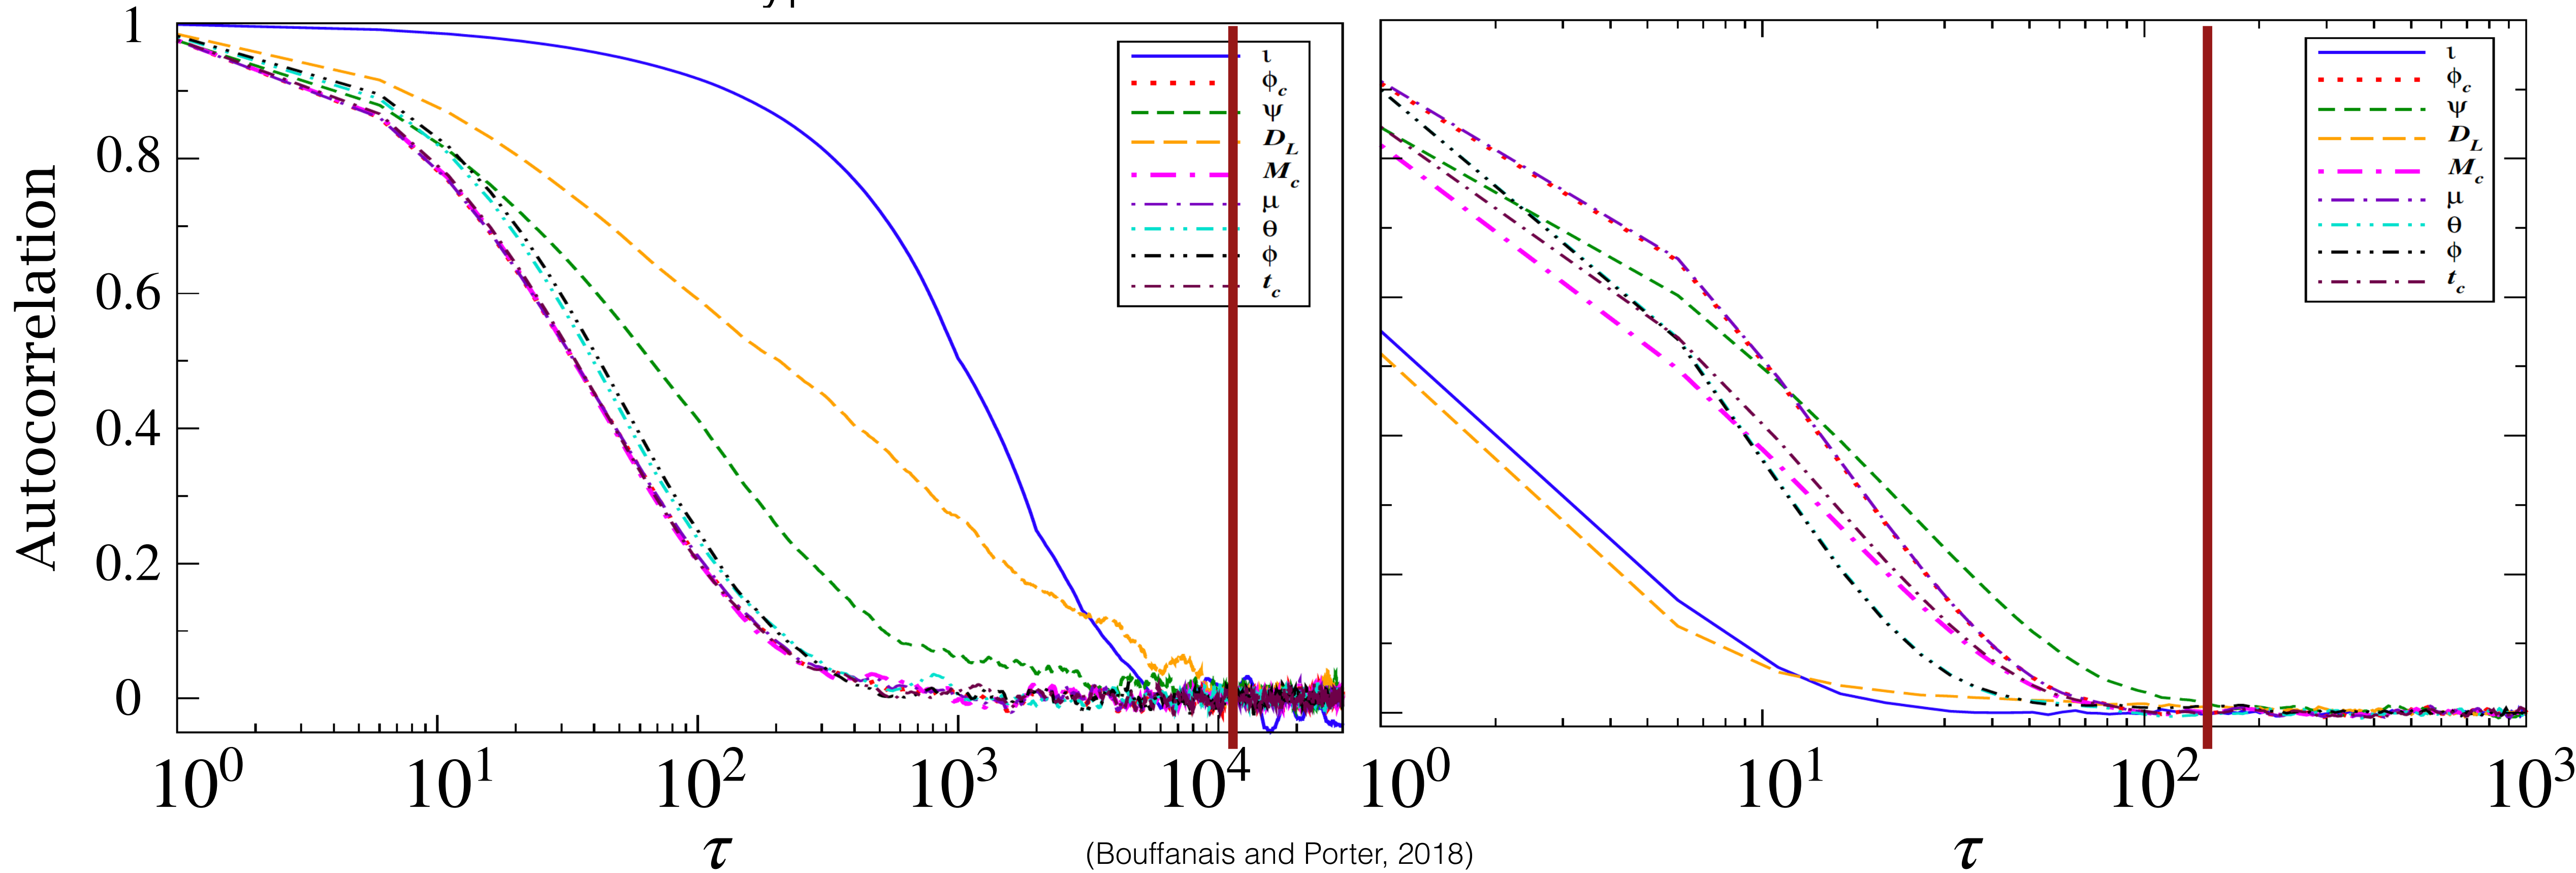 Autocorrelation
1
0.8
0.6
0.4
0.2
0
10⁰ 10¹ 10² 10³ 10⁴
τ
ι
ϕc
ψ
DL
Mc
μ
θ
ϕ
tc
10⁰ 10¹ 10² 10³
τ
ι
ϕc
ψ
DL
Mc
μ
θ
ϕ
tc
(Bouffanais and Porter, 2018)